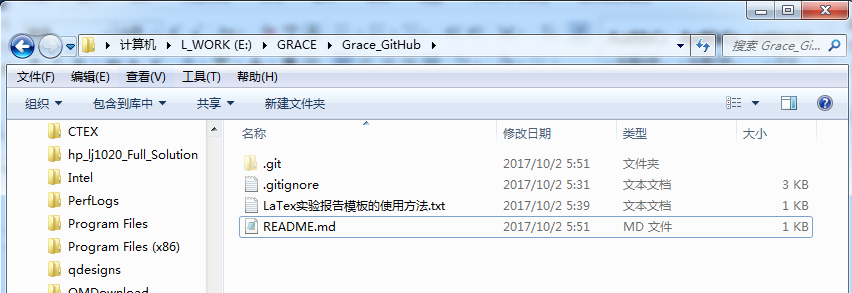 计算机 L_WORK (E:) GRACE Grace_GitHub 搜索 Grace_Gi...
文件(F) 编辑(E) 查看(V) 工具(T) 帮助(H)
组织 包含到库中 共享 新建文件夹
CTEX
hp_lj1020_Full_Solution
Intel
PerfLogs
Program Files
Program Files (x86)
qdesigns
QMDownload
名称 修改日期 类型 大小
.git 2017/10/2 5:51 文件夹
.gitignore 2017/10/2 5:31 文本文档 3 KB
LaTex实验报告模板的使用方法.txt 2017/10/2 5:39 文本文档 1 KB
README.md 2017/10/2 5:51 MD 文件 1 KB